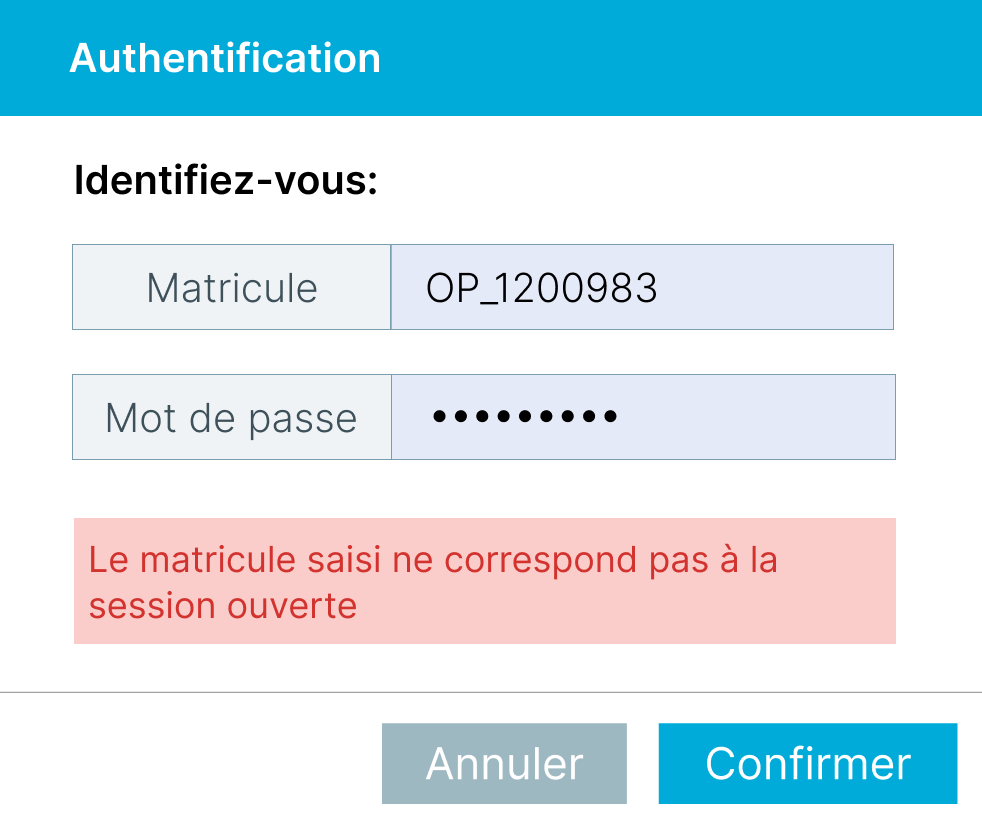 Authentification
Identifiez-vous:
Matricule OP_1200983
Mot de passe •••••••••
Le matricule saisi ne correspond pas à la
session ouverte
Annuler Confirmer